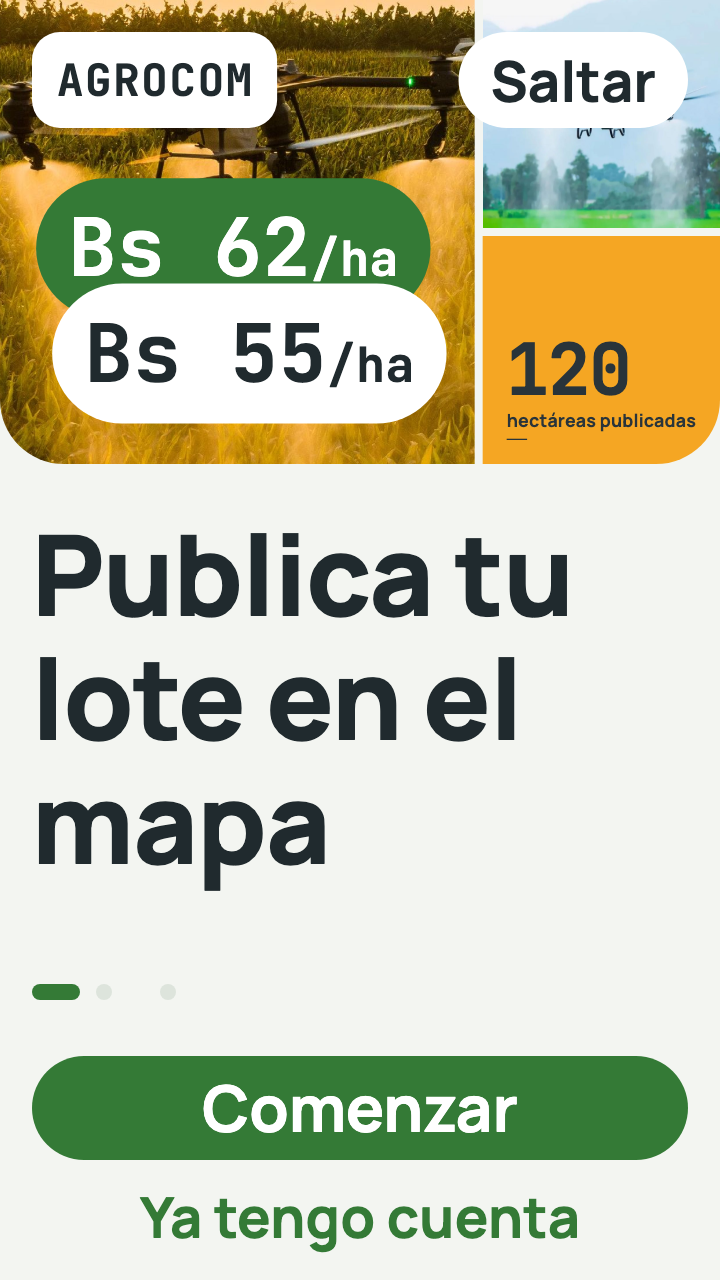 AGROCOM
Saltar
Bs 62/ha
Bs 55/ha
120
hectáreas publicadas
Publica tu
lote en el
mapa
Comenzar
Ya tengo cuenta